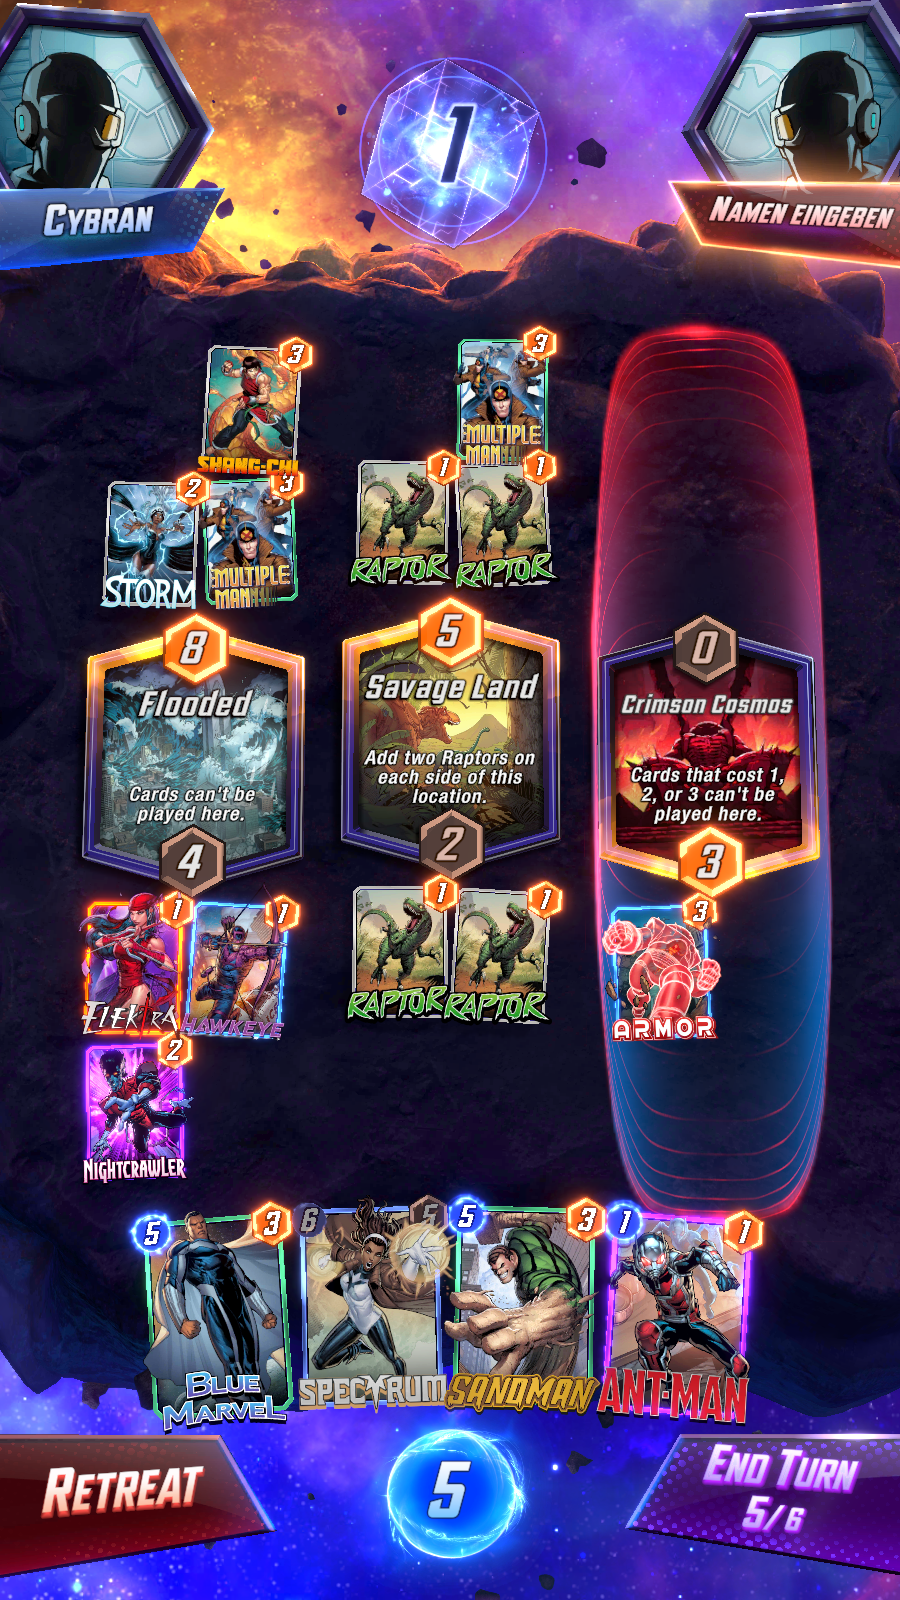 1
CYBRAN
NAMEN EINGEBEN
3
SHANG-CHI
3
MULTIPLE
MAN
2
STORM
3
MULTIPLE
MAN
1
RAPTOR
1
RAPTOR
8
Flooded
Cards can't be
played here.
4
5
Savage Land
Add two Raptors on
each side of this
location.
2
0
Crimson Cosmos
Cards that cost 1,
2, or 3 can't be
played here.
3
1
ELEKTRA
1
HAWKEYE
2
NIGHTCRAWLER
1
RAPTOR
1
RAPTOR
3
ARMOR
5
3
BLUE
MARVEL
6
5
SPECTRUM
5
3
SANDMAN
1
1
ANT-MAN
RETREAT
5
END TURN
5/6